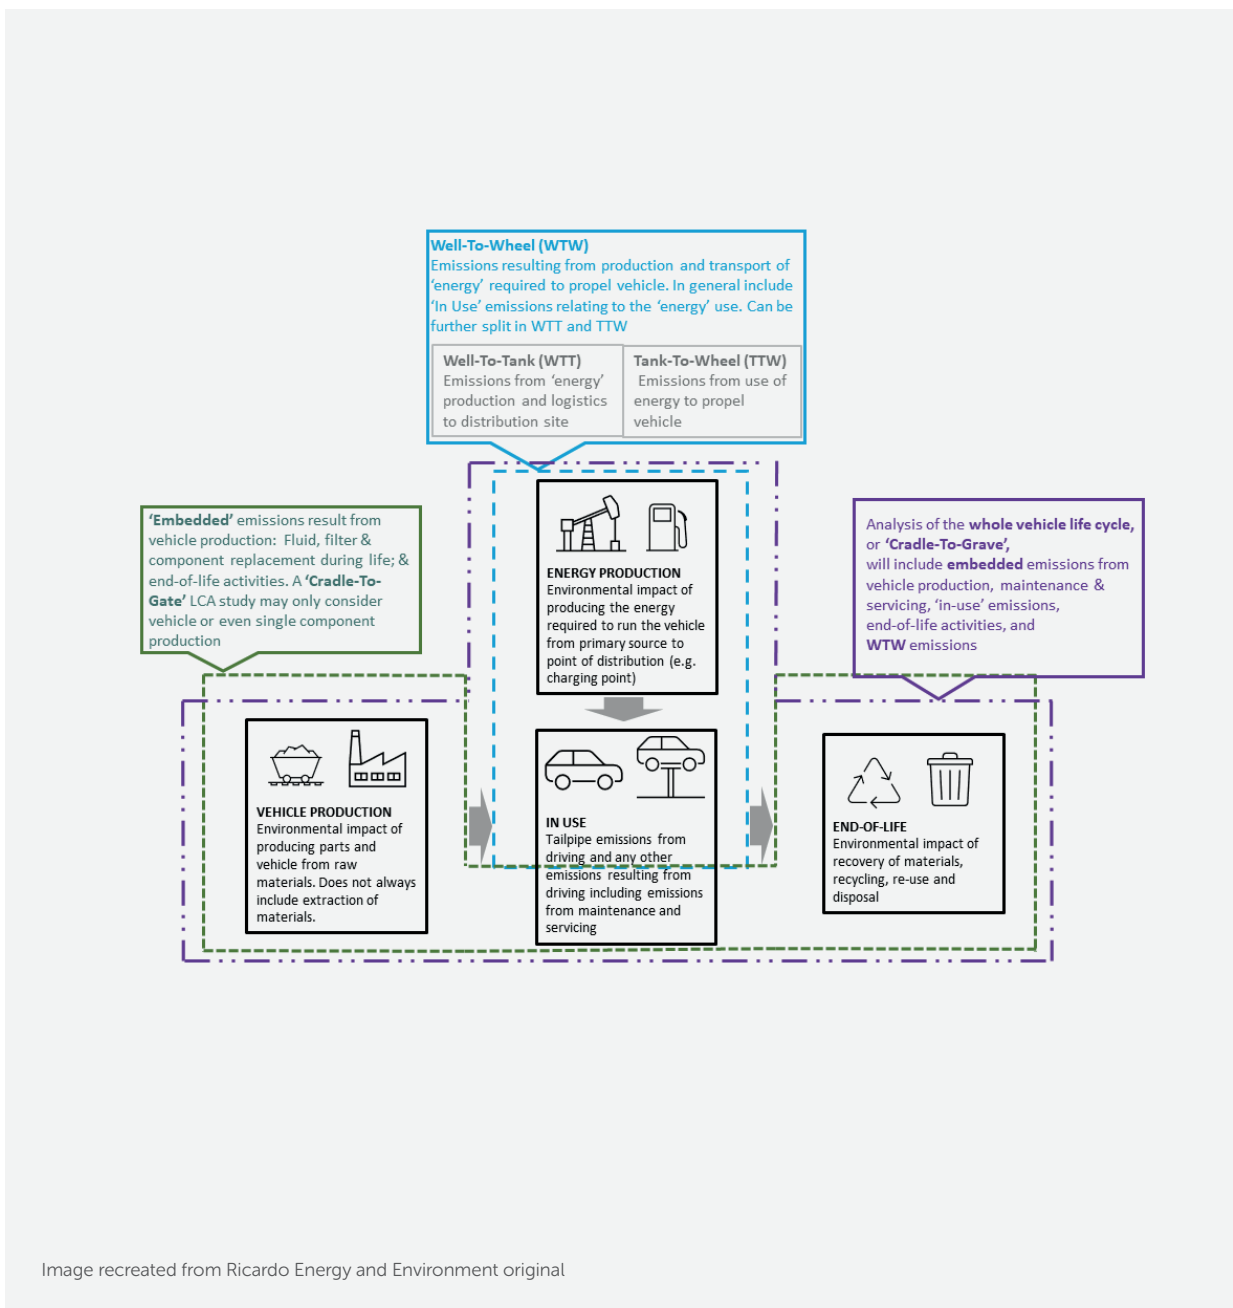 Well-To-Wheel (WTW)
Emissions resulting from production and transport of
'energy' required to propel vehicle. In general include
'In Use' emissions relating to the 'energy' use. Can be
further split in WTT and TTW
Well-To-Tank (WTT)
Emissions from 'energy'
production and logistics
to distribution site
Tank-To-Wheel (TTW)
Emissions from use of
energy to propel
vehicle
'Embedded' emissions result from
vehicle production: Fluid, filter &
component replacement during life; &
end-of-life activities. A 'Cradle-To-
Gate' LCA study may only consider
vehicle or even single component
production
ENERGY PRODUCTION
Environmental impact of
producing the energy
required to run the vehicle
from primary source to
point of distribution (e.g.
charging point)
Analysis of the whole vehicle life cycle,
or 'Cradle-To-Grave',
will include embedded emissions from
vehicle production, maintenance &
servicing, 'in-use' emissions,
end-of-life activities, and
WTW emissions
VEHICLE PRODUCTION
Environmental impact of
producing parts and
vehicle from raw
materials. Does not always
include extraction of
materials.
IN USE
Tailpipe emissions from
driving and any other
emissions resulting from
driving including emissions
from maintenance and
servicing
END-OF-LIFE
Environmental impact of
recovery of materials,
recycling, re-use and
disposal
Image recreated from Ricardo Energy and Environment original